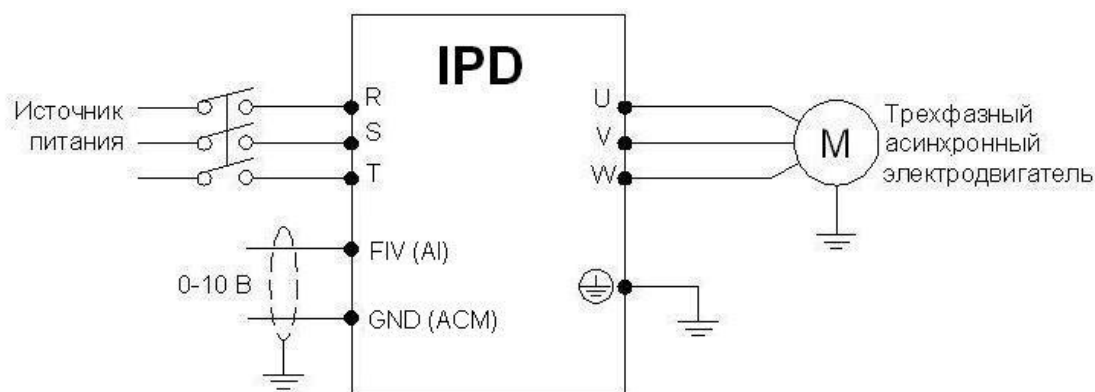 IPD
Источник
питания
R
S
T
U
V
W
M
Трехфазный
асинхронный
электродвигатель
FIV (AI)
0-10 В
GND (ACM)